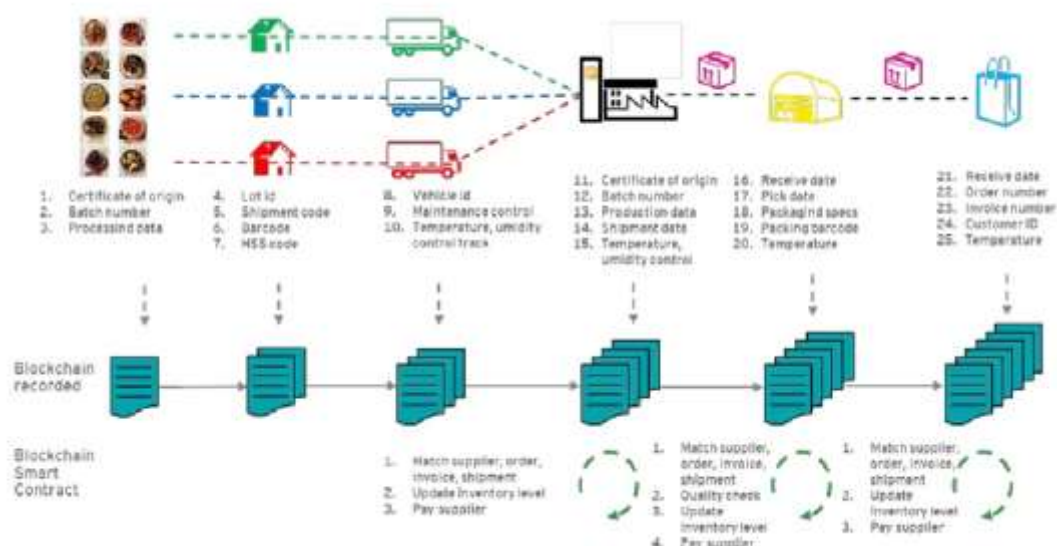 1. Certificate of origin
2. Batch number
3. Processind data
4. Lot id
5. Shipment code
6. Barcode
7. HSS code
8. Vehicle id
9. Maintenance control
10. Temperature, umidity
control track
11. Certificate of origin
12. Batch number
13. Production data
14. Shipment date
15. Temperature,
umidity control
16. Receive date
17. Pick date
18. Packagind specs
19. Packing barcode
20. Temperature
21. Receive date
22. Order number
23. Invoice number
24. Customer ID
25. Temperature
Blockchain
recorded
Blockchain
Smart
Contract
1. Match supplier, order,
invoice, shipment
2. Update Inventory level
3. Pay supplier
1. Match supplier,
order, invoice,
shipment
2. Quality check
3. Update
Inventory level
4. Pay supplier
1. Match supplier,
order, invoice,
shipment
2. Update
Inventory level
3. Pay supplier